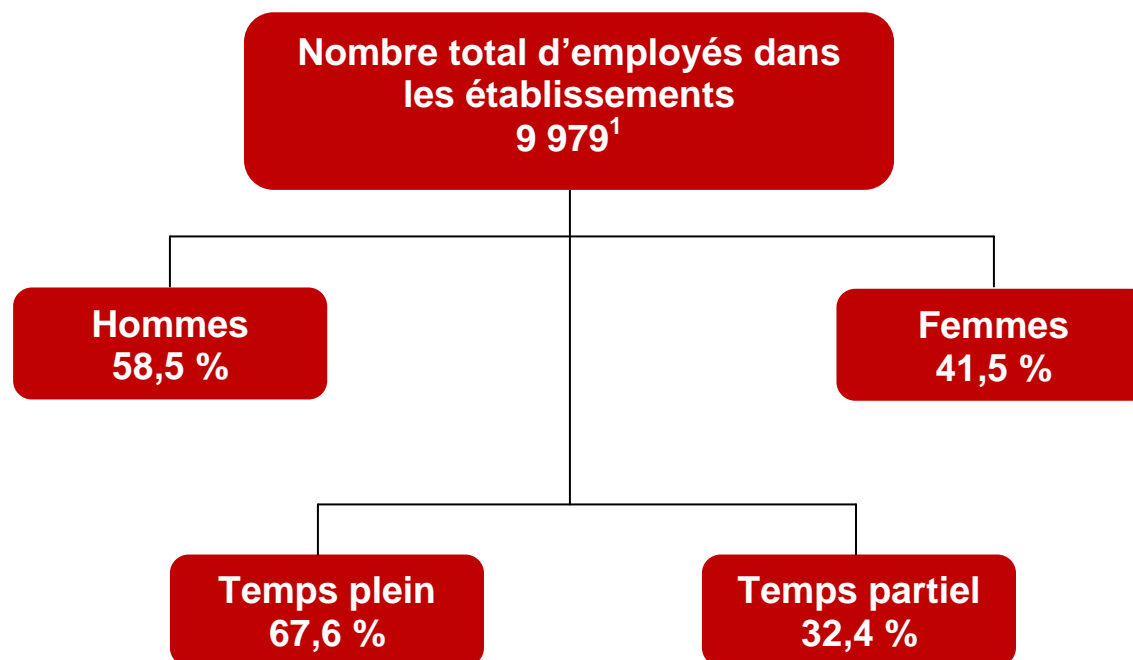 Nombre total d’employés dans
les établissements
9 979¹
Hommes
58,5 %
Femmes
41,5 %
Temps plein
67,6 %
Temps partiel
32,4 %